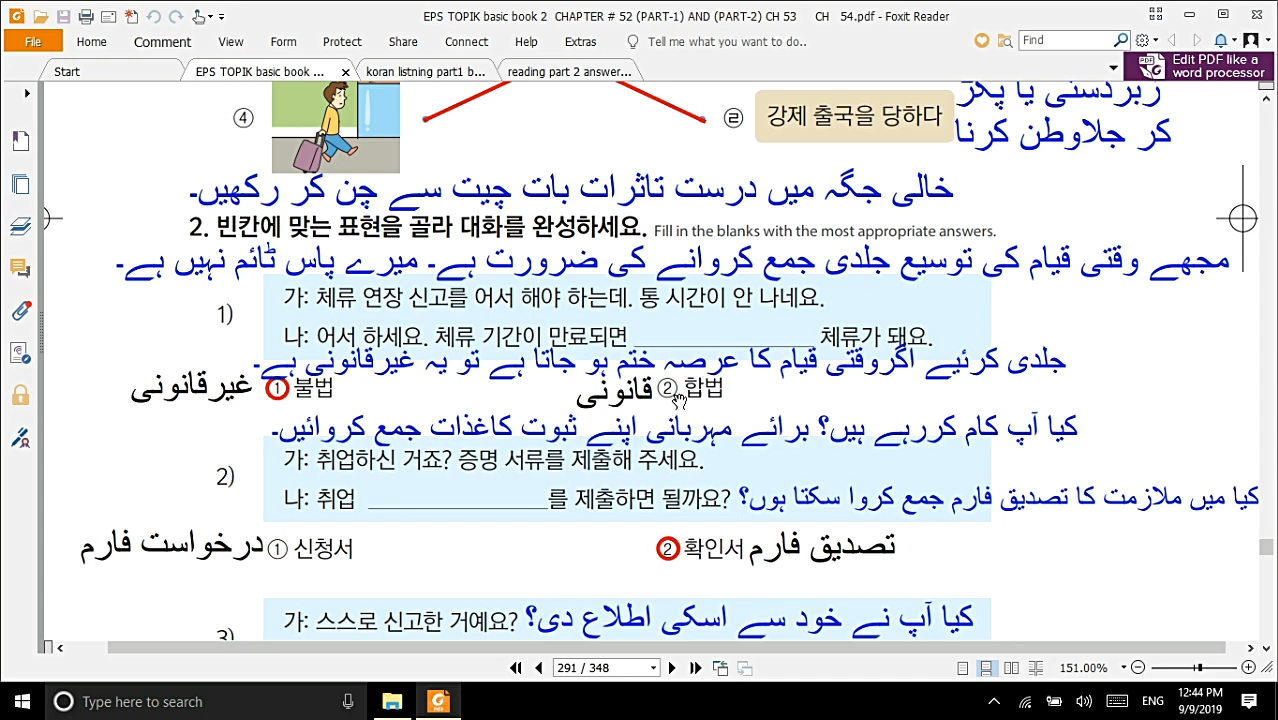 EPS TOPIK basic book 2 CHAPTER # 52 (PART-1) AND (PART-2) CH 53 CH 54.pdf - Foxit Reader
File Home Comment View Form Protect Share Connect Help Extras Tell me what you want to do.. Find
Edit PDF like a word processor
Start EPS TOPIK basic book ... koran listning part1 b... reading part 2 answer...
زبردستی یا پکڑ
④ ㉣ 강제 출국을 당하다
کر جلاوطن کرنا
خالی جگہ میں درست تاثرات بات چیت سے چن کر رکھیں۔
2. 빈칸에 맞는 표현을 골라 대화를 완성하세요. Fill in the blanks with the most appropriate answers.
مجھے وقتی قیام کی توسیع جلدی جمع کروانے کی ضرورت ہے۔ میرے پاس ٹائم نہیں ہے۔
1) 가: 체류 연장 신고를 어서 해야 하는데. 통 시간이 안 나네요.
나: 어서 하세요. 체류 기간이 만료되면 ________ 체류가 돼요.
جلدی کرئیے اگروقتی قیام کا عرصہ ختم ہو جاتا ہے تو یہ غیرقانونی ہے۔
غیرقانونی ① 불법 قانونی ② 합법
کیا آپ کام کررہے ہیں؟ برائے مہربانی اپنے ثبوت کاغذات جمع کروائیں۔
2) 가: 취업하신 거죠? 증명 서류를 제출해 주세요.
나: 취업 ________를 제출하면 될까요? کیا میں ملازمت کا تصدیق فارم جمع کروا سکتا ہوں؟
درخواست فارم ① 신청서 ② 확인서 تصدیق فارم
3) 가: 스스로 신고한 거예요? کیا آپ نے خود سے اسکی اطلاع دی؟
291 / 348 151.00%
Type here to search ENG 12:44 PM
9/9/2019